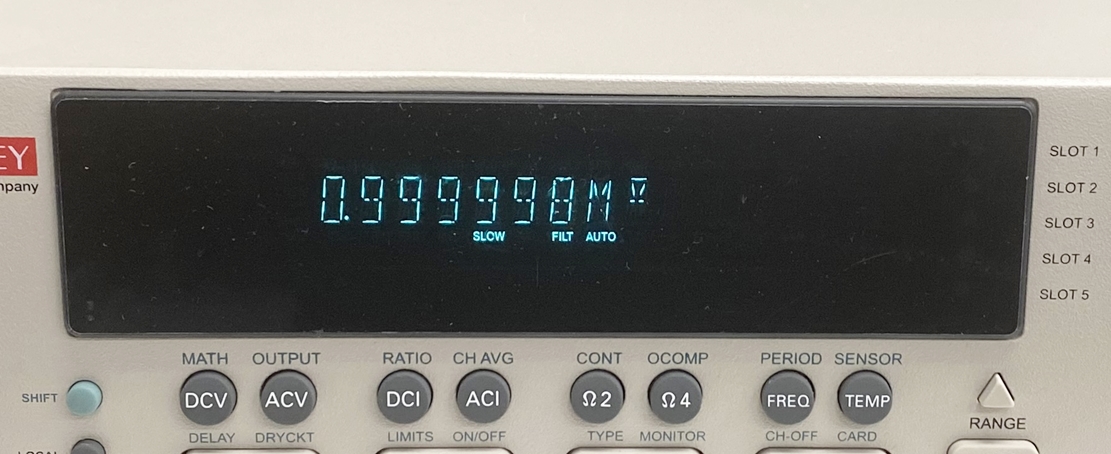 EY
mpany
0.999998M Ω
SLOW FILT AUTO
SLOT 1
SLOT 2
SLOT 3
SLOT 4
SLOT 5
MATH OUTPUT RATIO CH AVG CONT OCOMP PERIOD SENSOR
SHIFT DCV ACV DCI ACI Ω2 Ω4 FREQ TEMP
RANGE
DELAY DRYCKT LIMITS ON/OFF TYPE MONITOR CH-OFF CARD